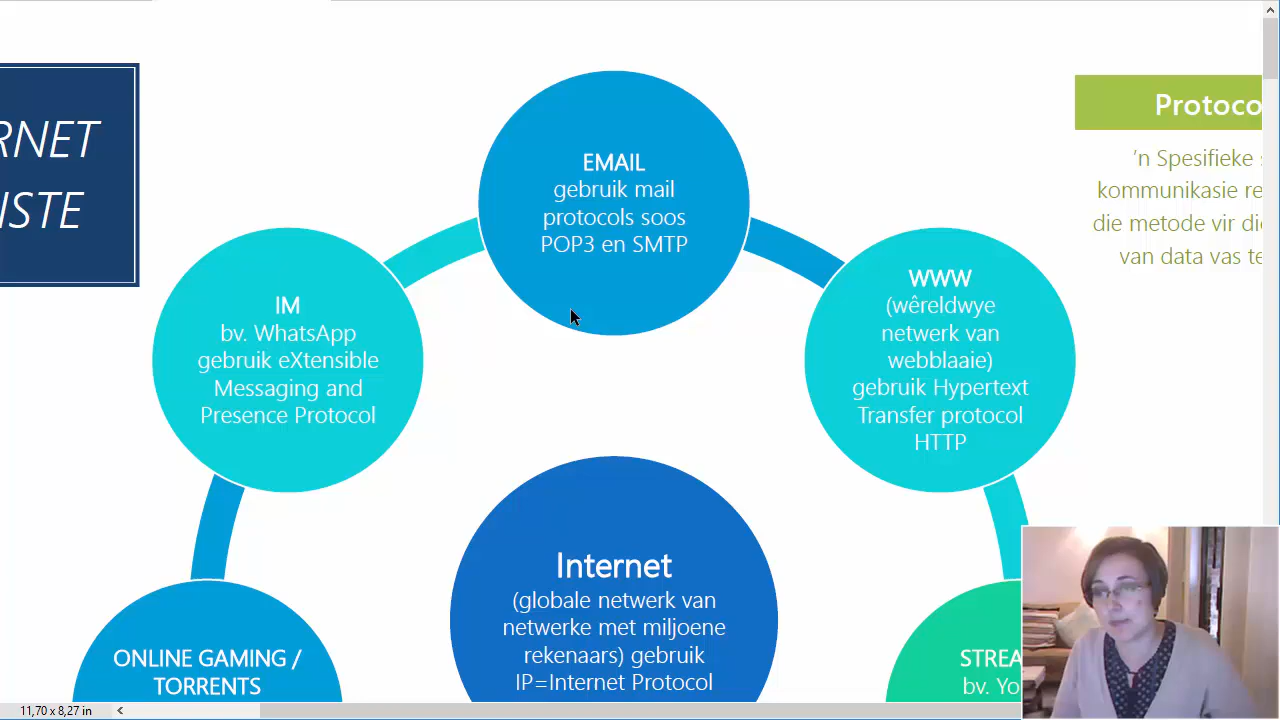 RNET
ISTE
EMAIL
gebruik mail
protocols soos
POP3 en SMTP
Protoco
'n Spesifieke
kommunikasie re
die metode vir die
van data vas te
IM
bv. WhatsApp
gebruik eXtensible
Messaging and
Presence Protocol
WWW
(wêreldwye
netwerk van
webblaaie)
gebruik Hypertext
Transfer protocol
HTTP
Internet
(globale netwerk van
netwerke met miljoene
rekenaars) gebruik
IP=Internet Protocol
ONLINE GAMING /
TORRENTS
STREA
bv. Yo
11,70 x 8,27 in